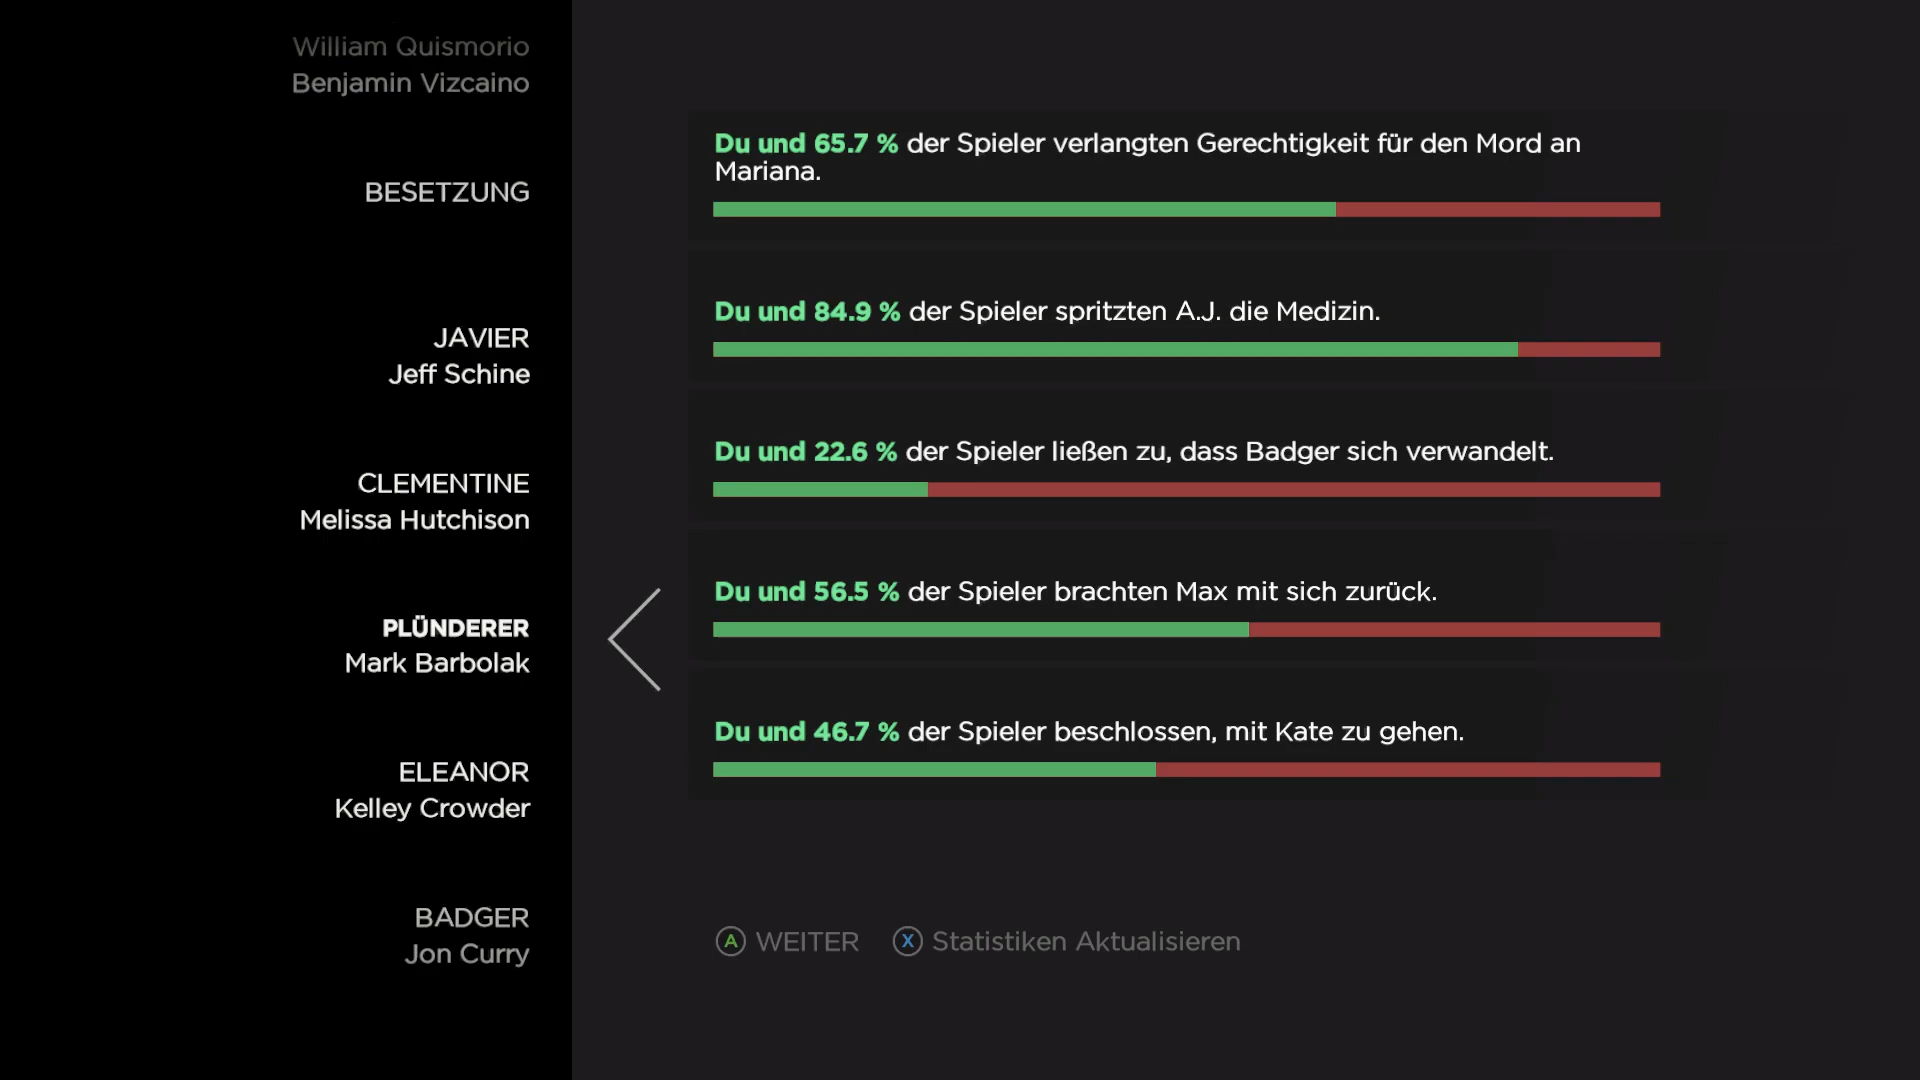 William Quismorio
Benjamin Vizcaino
BESETZUNG
JAVIER
Jeff Schine
CLEMENTINE
Melissa Hutchison
PLÜNDERER
Mark Barbolak
ELEANOR
Kelley Crowder
BADGER
Jon Curry
Du und 65.7 % der Spieler verlangten Gerechtigkeit für den Mord an
Mariana.
Du und 84.9 % der Spieler spritzten A.J. die Medizin.
Du und 22.6 % der Spieler ließen zu, dass Badger sich verwandelt.
Du und 56.5 % der Spieler brachten Max mit sich zurück.
Du und 46.7 % der Spieler beschlossen, mit Kate zu gehen.
A WEITER X Statistiken Aktualisieren